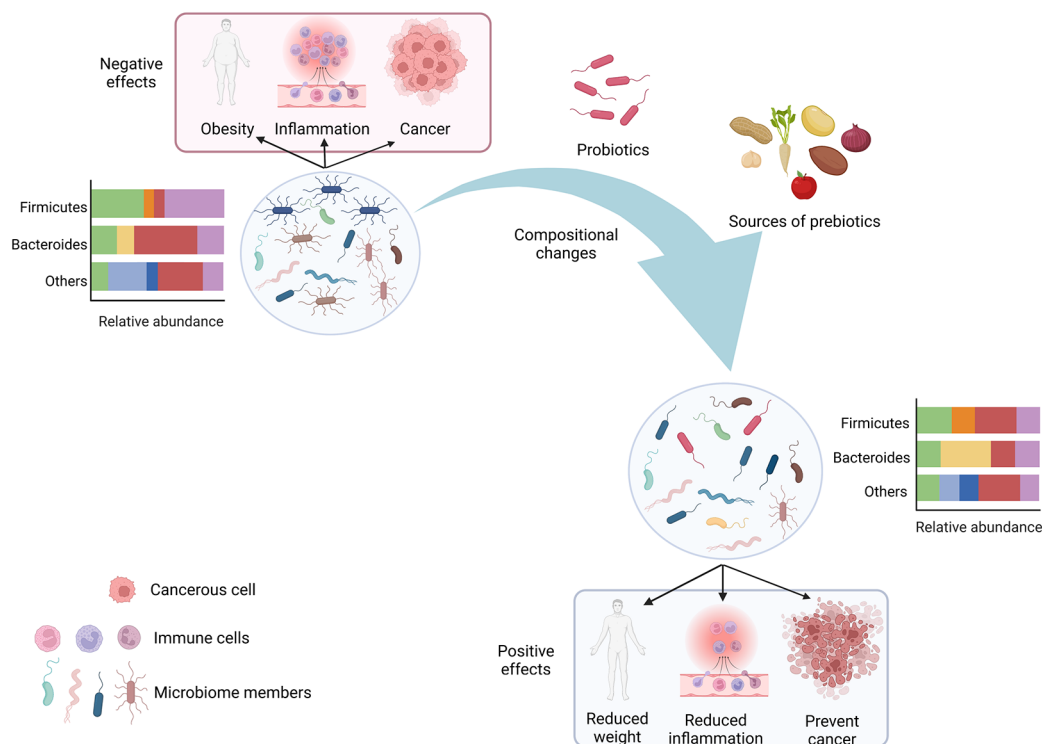 Negative
effects
Obesity
Inflammation
Cancer
Probiotics
Sources of prebiotics
Compositional
changes
Firmicutes
Bacteroides
Others
Relative abundance
Firmicutes
Bacteroides
Others
Relative abundance
Cancerous cell
Immune cells
Microbiome members
Positive
effects
Reduced
weight
Reduced
inflammation
Prevent
cancer